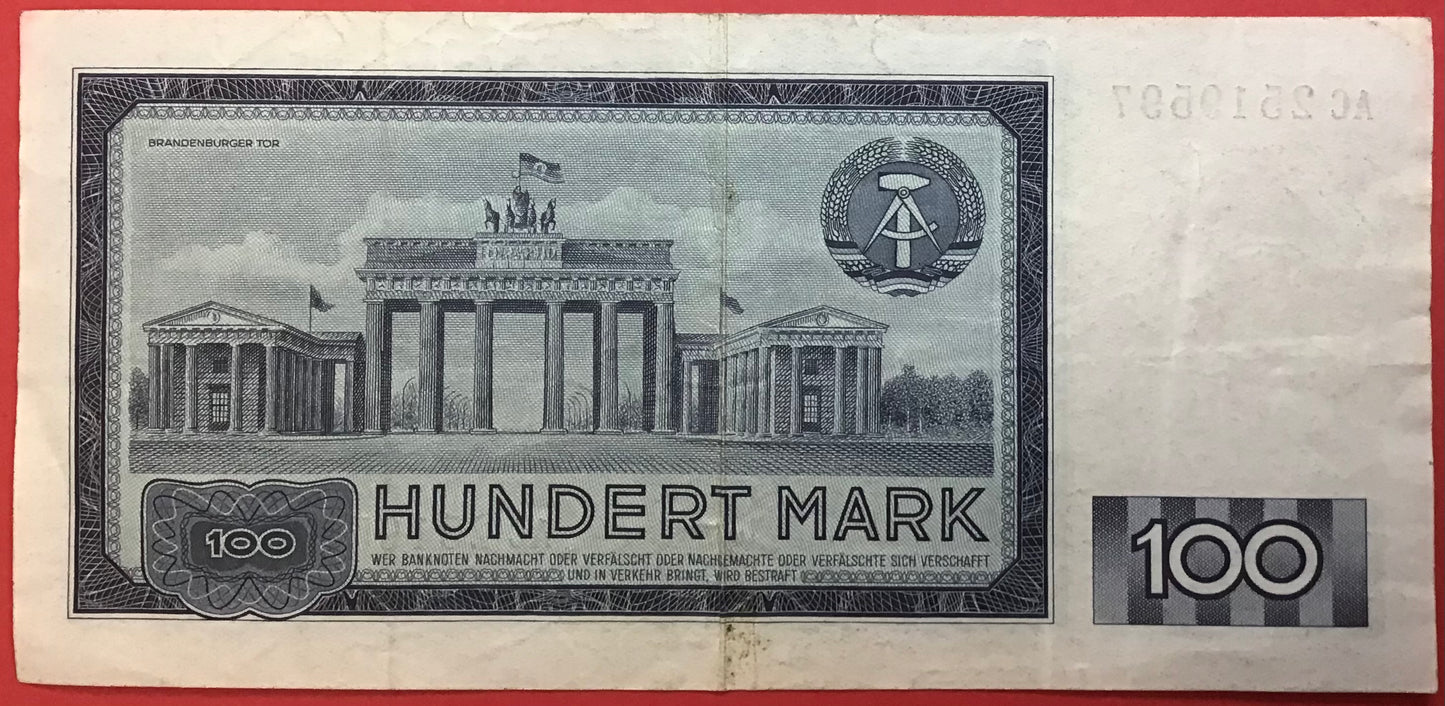 AC 2519597
BRANDENBURGER TOR
HUNDERT MARK
100
WER BANKNOTEN NACHMACHT ODER VERFÄLSCHT ODER NACHGEMACHTE ODER VERFÄLSCHTE SICH VERSCHAFFT
UND IN VERKEHR BRINGT, WIRD BESTRAFT
100